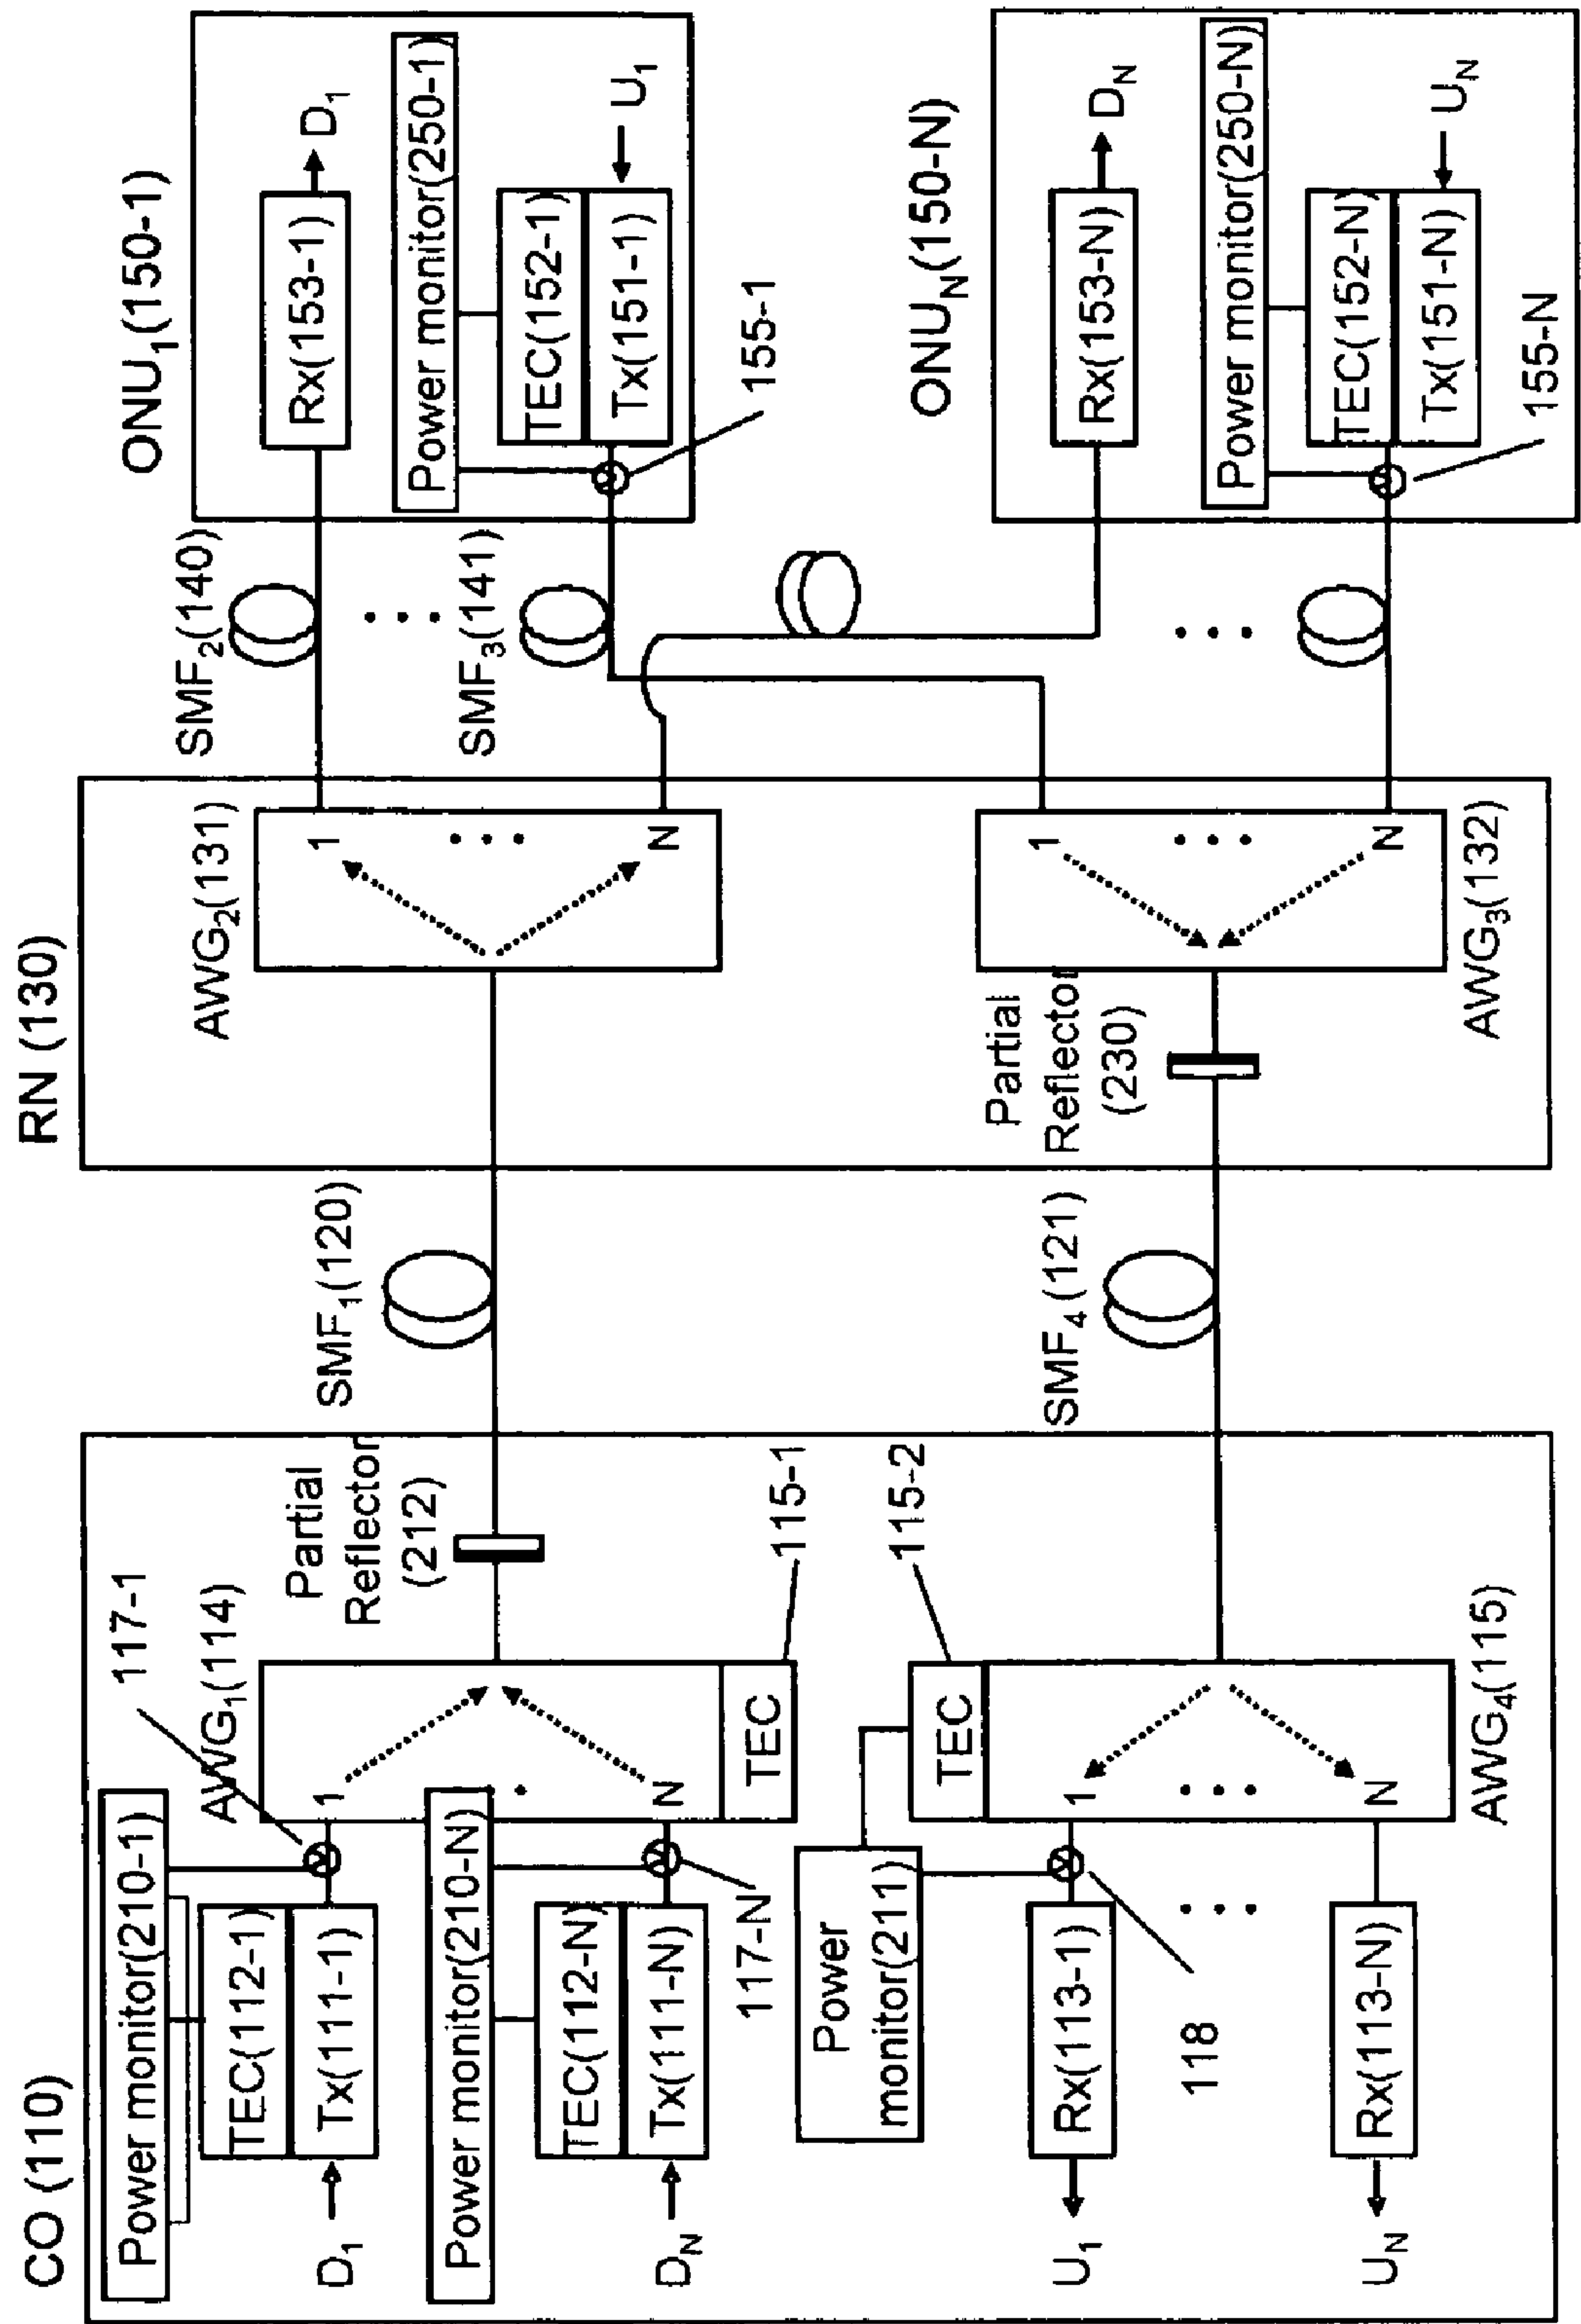 CO (110)
Power monitor(210-1)
TEC(112-1)
Tx(111-1)
D1
117-1
AWG1(114)
1
N
TEC
115-1
Power monitor(210-N)
TEC(112-N)
Tx(111-N)
DN
117-N
Partial
Reflector
(212)
Power
monitor(211)
TEC
115-2
1
N
AWG4(115)
118
Rx(113-1)
U1
Rx(113-N)
UN
SMF1(120)
SMF4(121)
RN (130)
AWG2(131)
1
N
Partial
Reflector
(230)
1
N
AWG3(132)
SMF2(140)
SMF3(141)
ONU1(150-1)
Rx(153-1)
D1
Power monitor(250-1)
TEC(152-1)
Tx(151-1)
U1
155-1
ONUN(150-N)
Rx(153-N)
DN
Power monitor(250-N)
TEC(152-N)
Tx(151-N)
UN
155-N